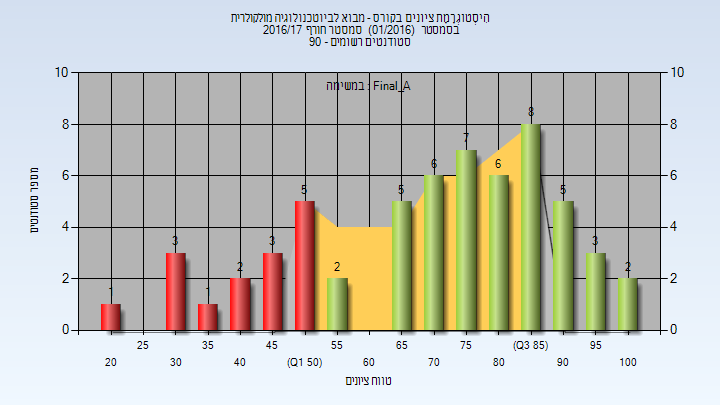 הִיסְטוֹגְרָמַת ציונים בקורס - מבוא לביוטכנולוגיה מולקולרית
בסמסטר (01/2016) סמסטר חורף 2016/17
סטודנטים רשומים - 90
במשימה : Final_A
מספר סטודנטים
10 10
8 8
6 6
4 4
2 2
0 0
1 3 1 2 3 5 2 5 6 7 6 8 5 3 2
25 35 45 55 65 75 (Q3 85) 95
20 30 40 (Q1 50) 60 70 80 90 100
טווח ציונים